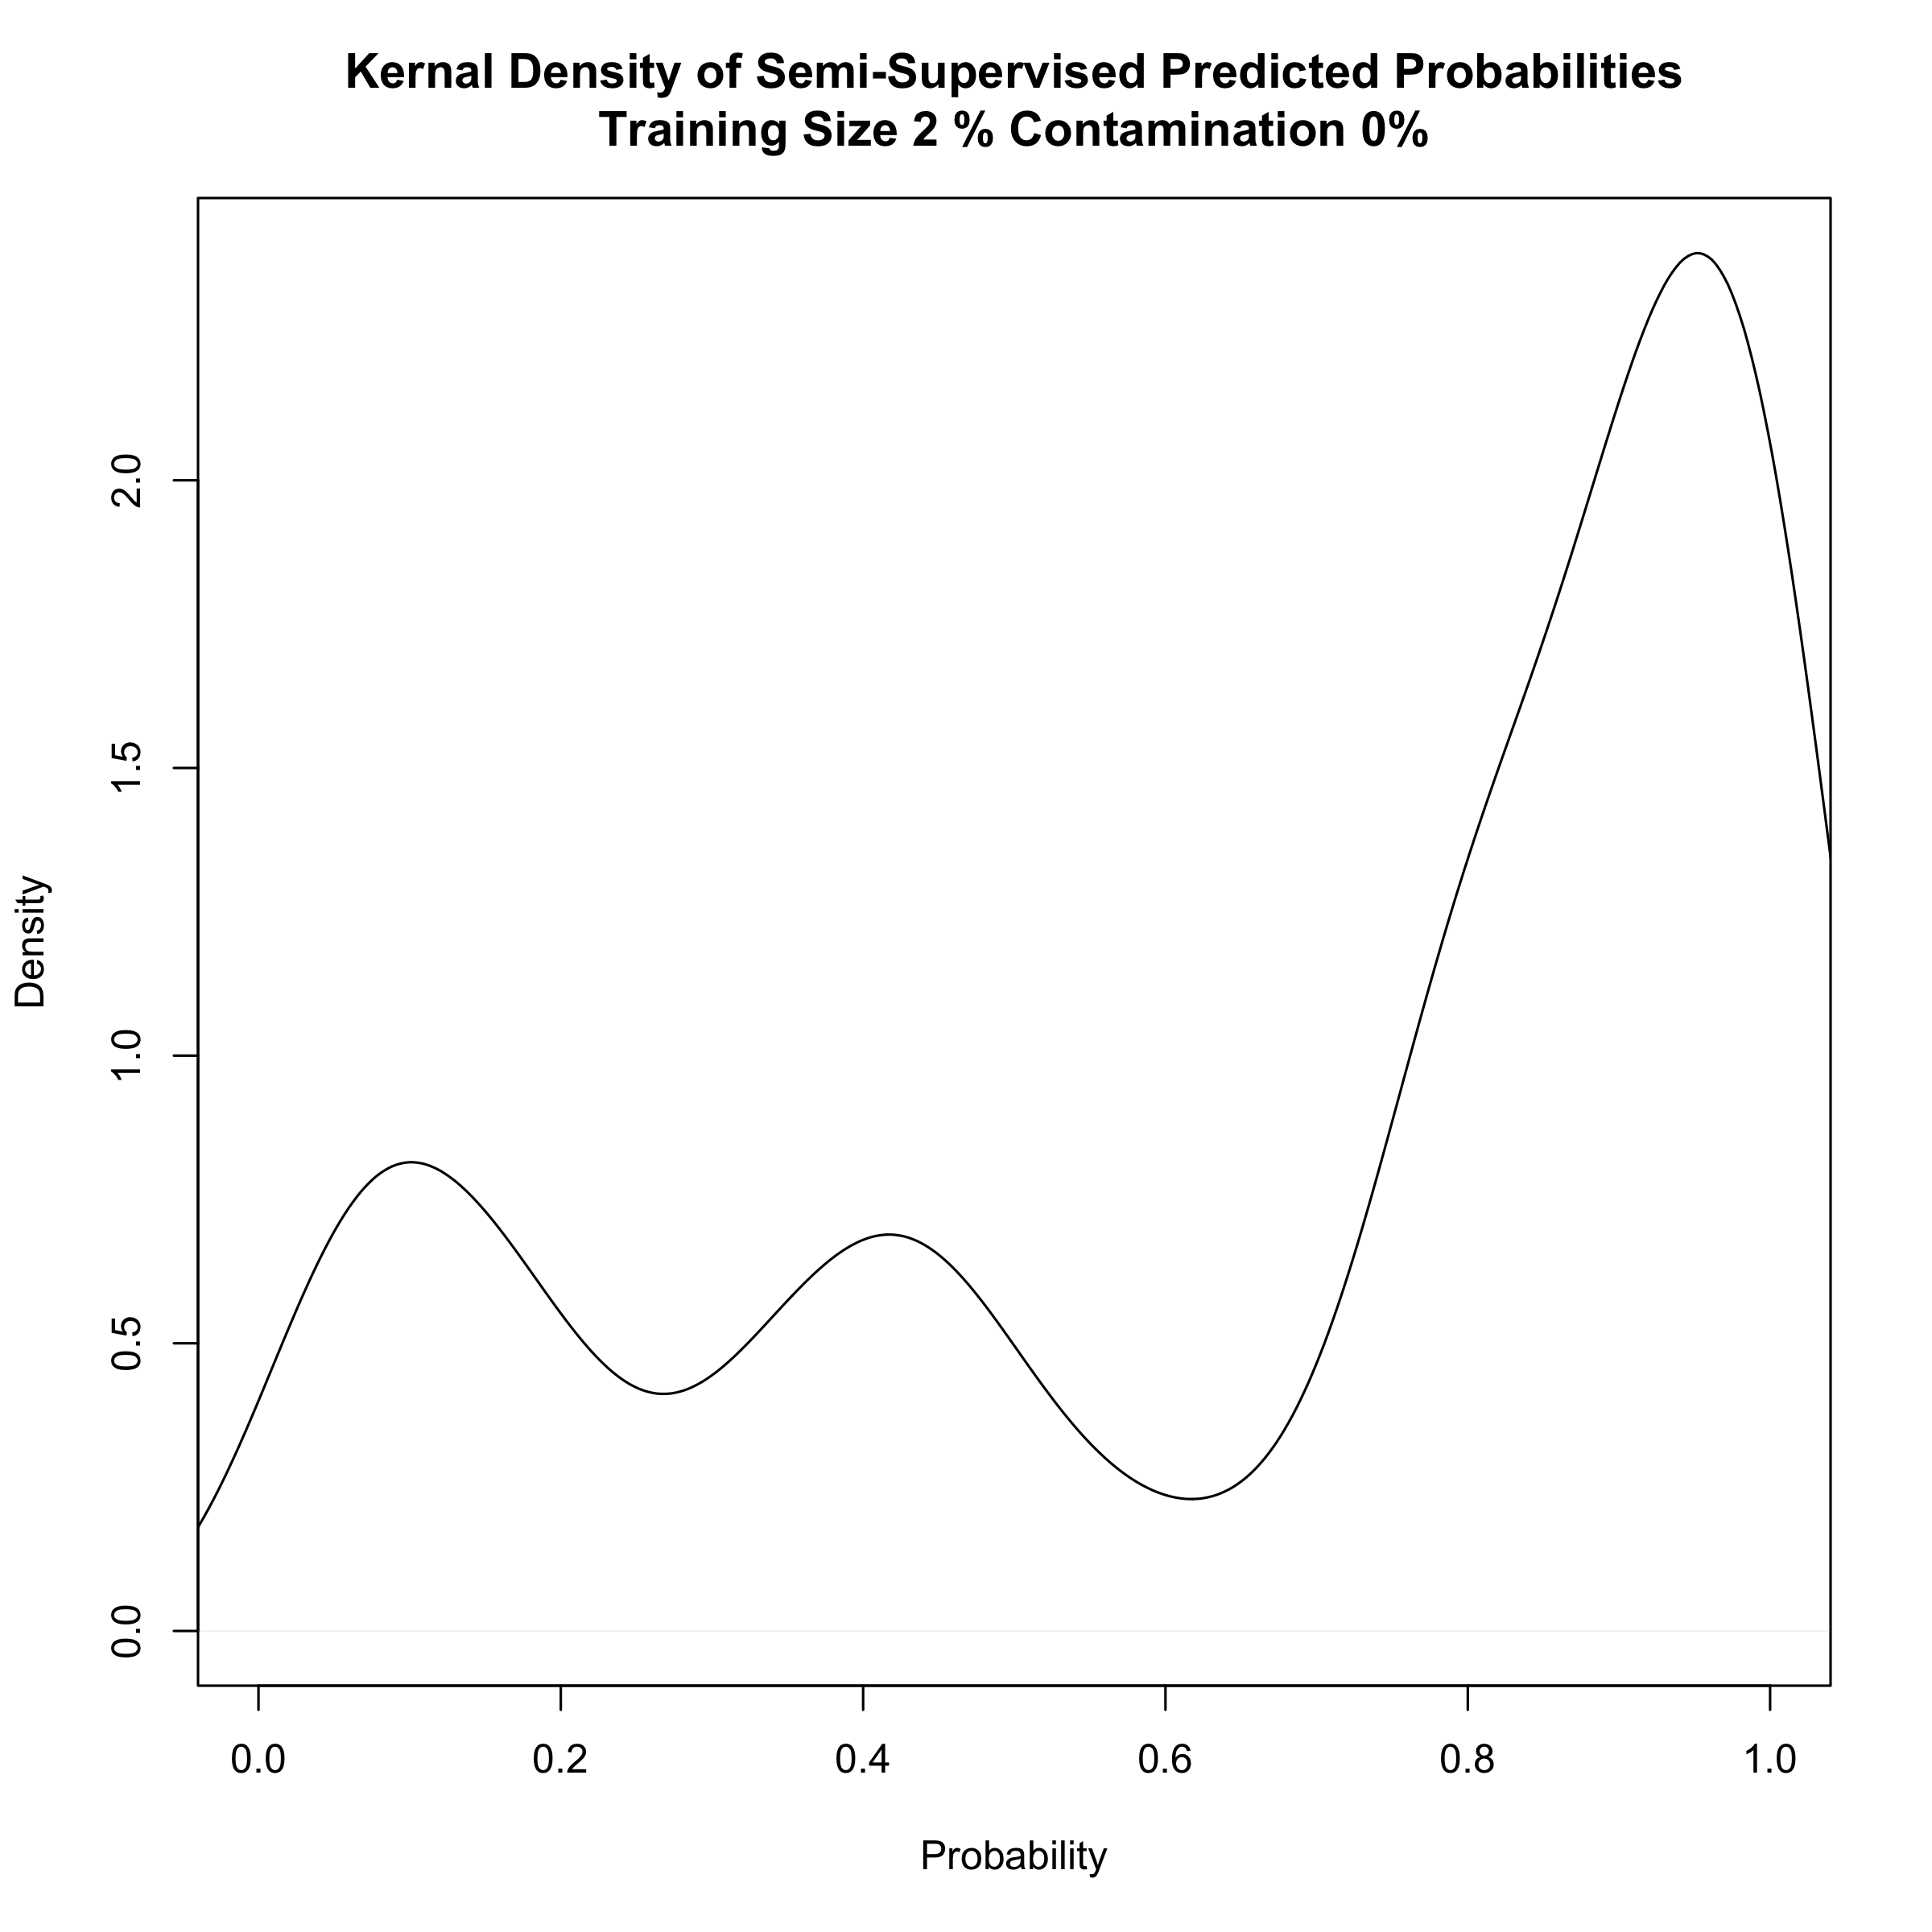 Kernal Density of Semi-Supervised Predicted Probabilities
Training Size 2 % Contamination 0%
Density
2.0
1.5
1.0
0.5
0.0
0.0 0.2 0.4 0.6 0.8 1.0
Probability